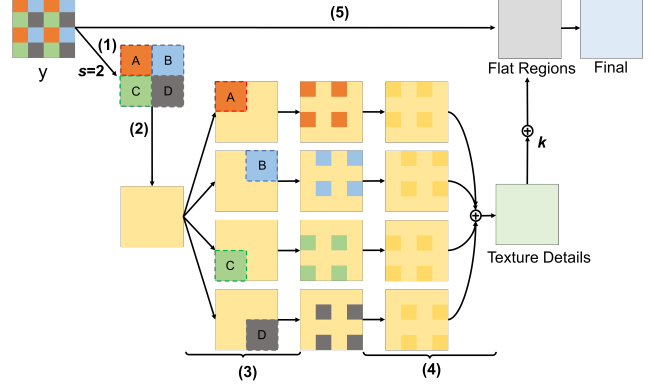 (5)
(1)
A B
y
s=2
C D
Flat Regions
Final
(2)
A
k
B
C
Texture Details
D
(3)
(4)